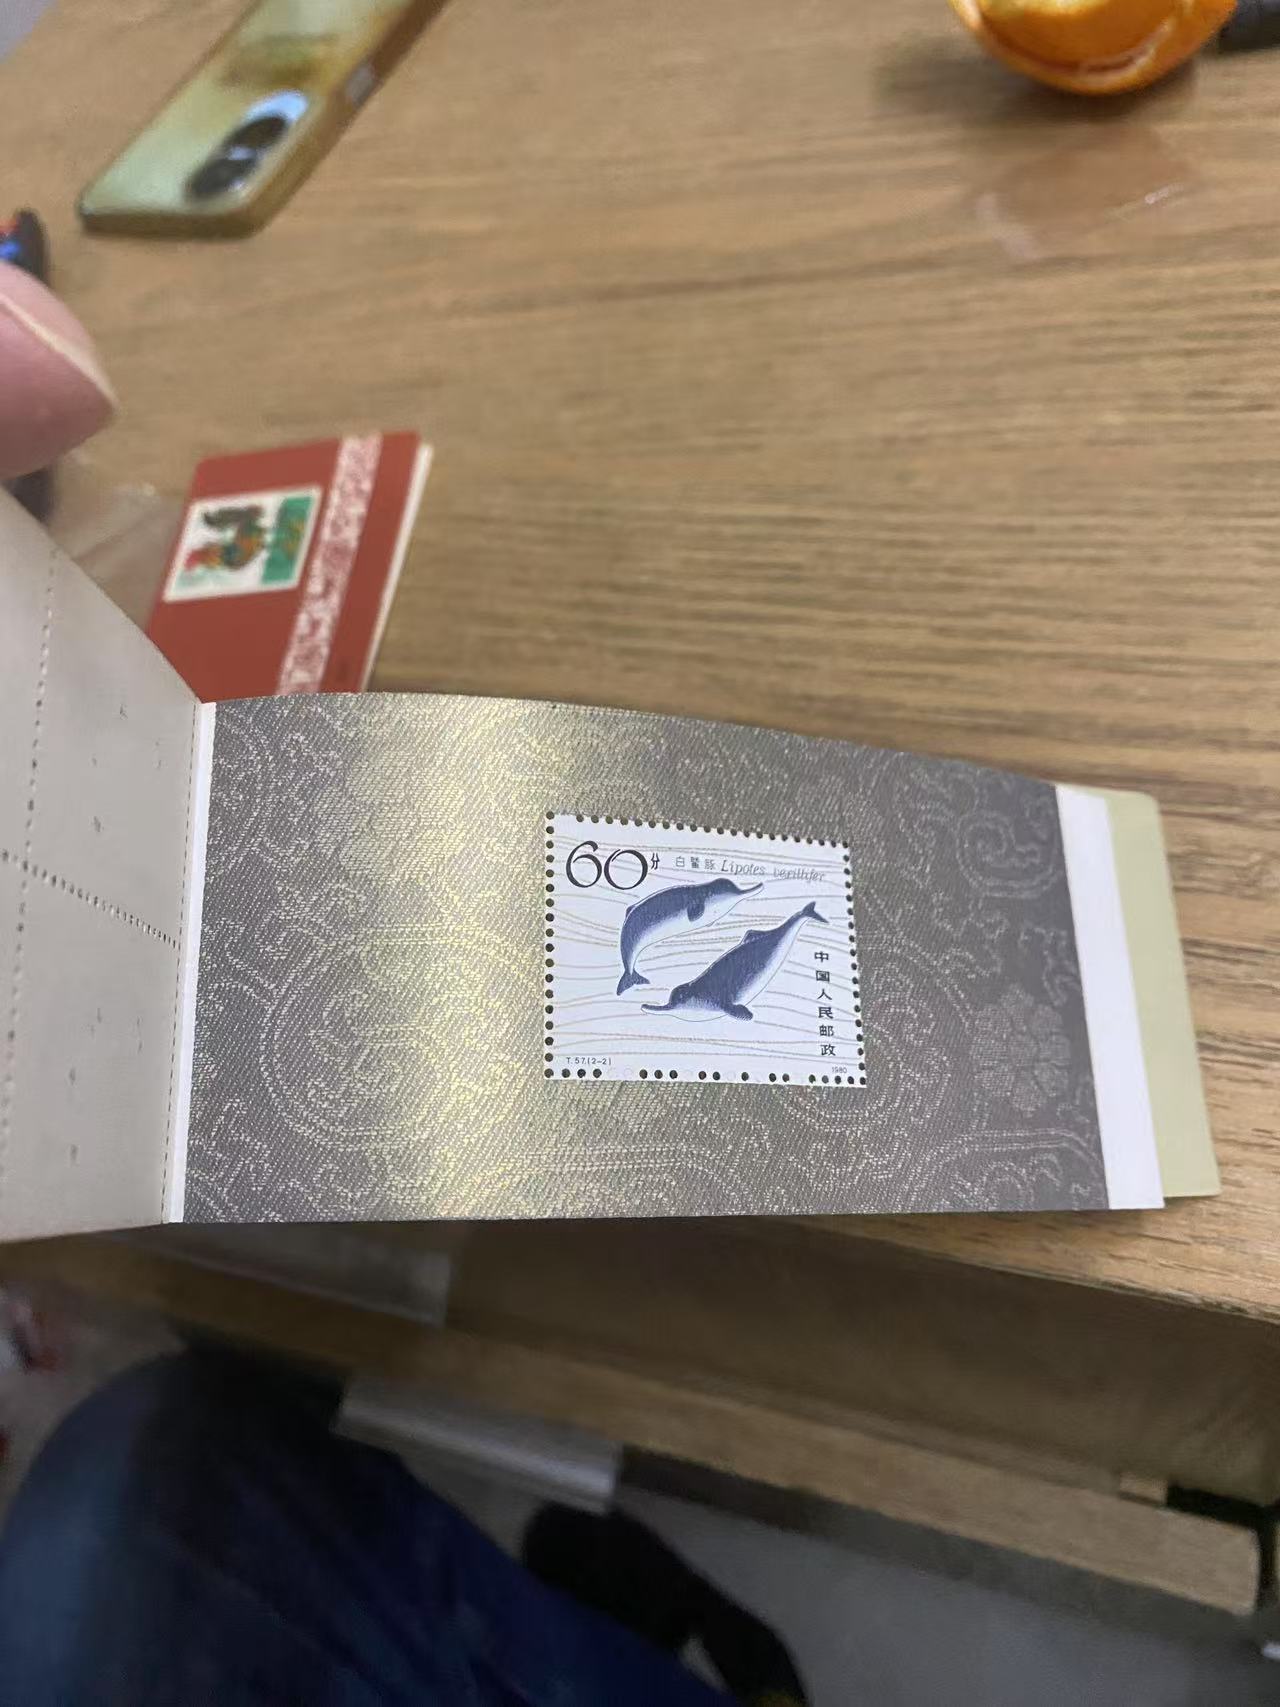 60分 白鱀豚 Lipotes vexillifer
中国人民邮政
T.57.(2-2) 1980